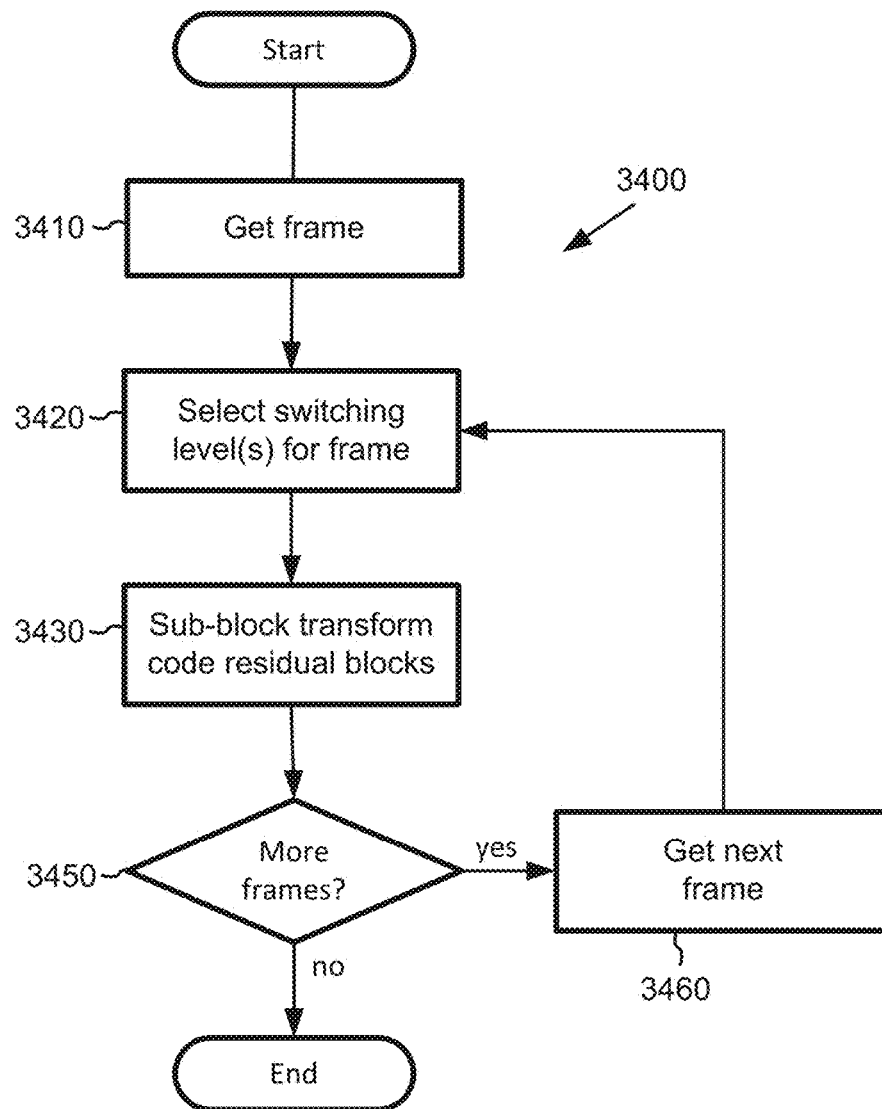 Start
3400
3410
Get frame
3420
Select switching
level(s) for frame
3430
Sub-block transform
code residual blocks
3450
More
frames?
yes
Get next
frame
no
3460
End